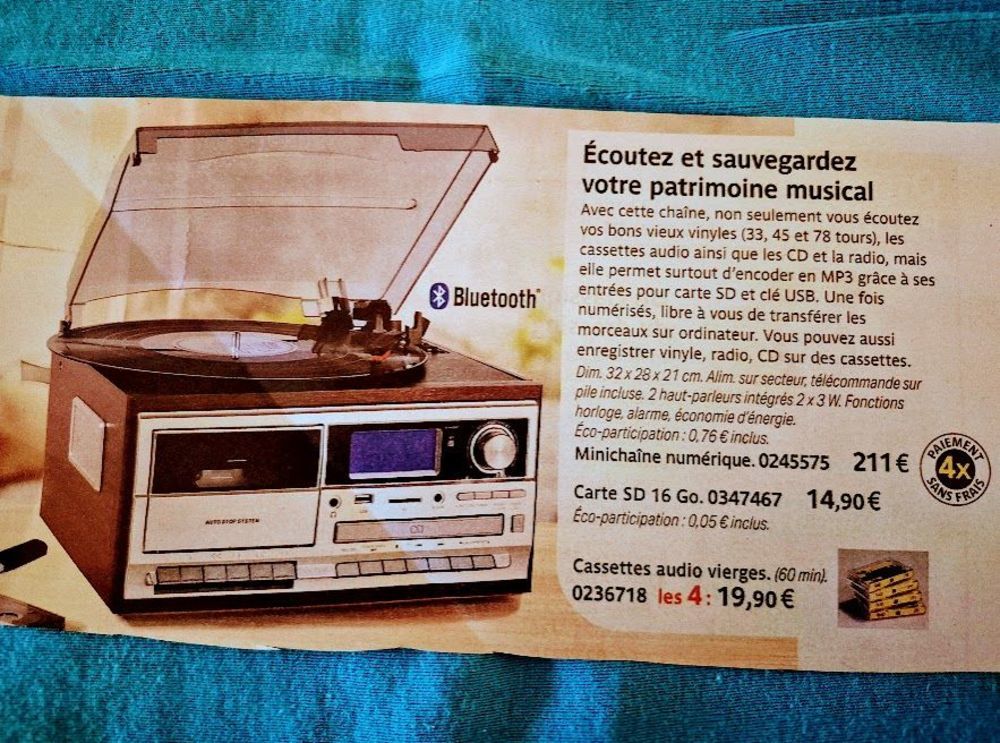 Bluetooth®
AUTO STOP SYSTEM
CD
Écoutez et sauvegardez
votre patrimoine musical
Avec cette chaîne, non seulement vous écoutez
vos bons vieux vinyles (33, 45 et 78 tours), les
cassettes audio ainsi que les CD et la radio, mais
elle permet surtout d'encoder en MP3 grâce à ses
entrées pour carte SD et clé USB. Une fois
numérisés, libre à vous de transférer les
morceaux sur ordinateur. Vous pouvez aussi
enregistrer vinyle, radio, CD sur des cassettes.
Dim. 32 x 28 x 21 cm. Alim. sur secteur, télécommande sur
pile incluse. 2 haut-parleurs intégrés 2 x 3 W. Fonctions
horloge, alarme, économie d'énergie.
Éco-participation : 0,76 € inclus.
Minichaîne numérique. 0245575 211 €
PAIEMENT
4x
SANS FRAIS
Carte SD 16 Go. 0347467 14,90 €
Éco-participation : 0,05 € inclus.
Cassettes audio vierges. (60 min).
0236718 les 4 : 19,90 €